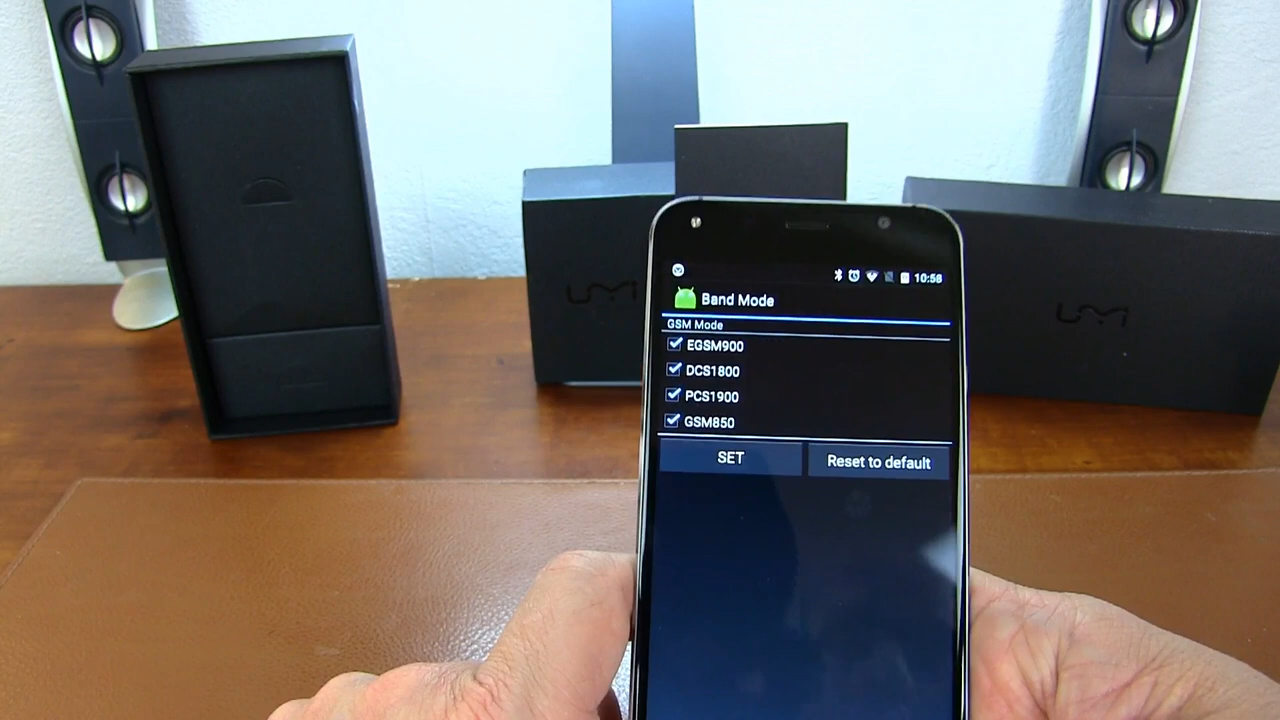 10:56
Band Mode
GSM Mode
EGSM900
DCS1800
PCS1900
GSM850
SET
Reset to default
UMi
UMi